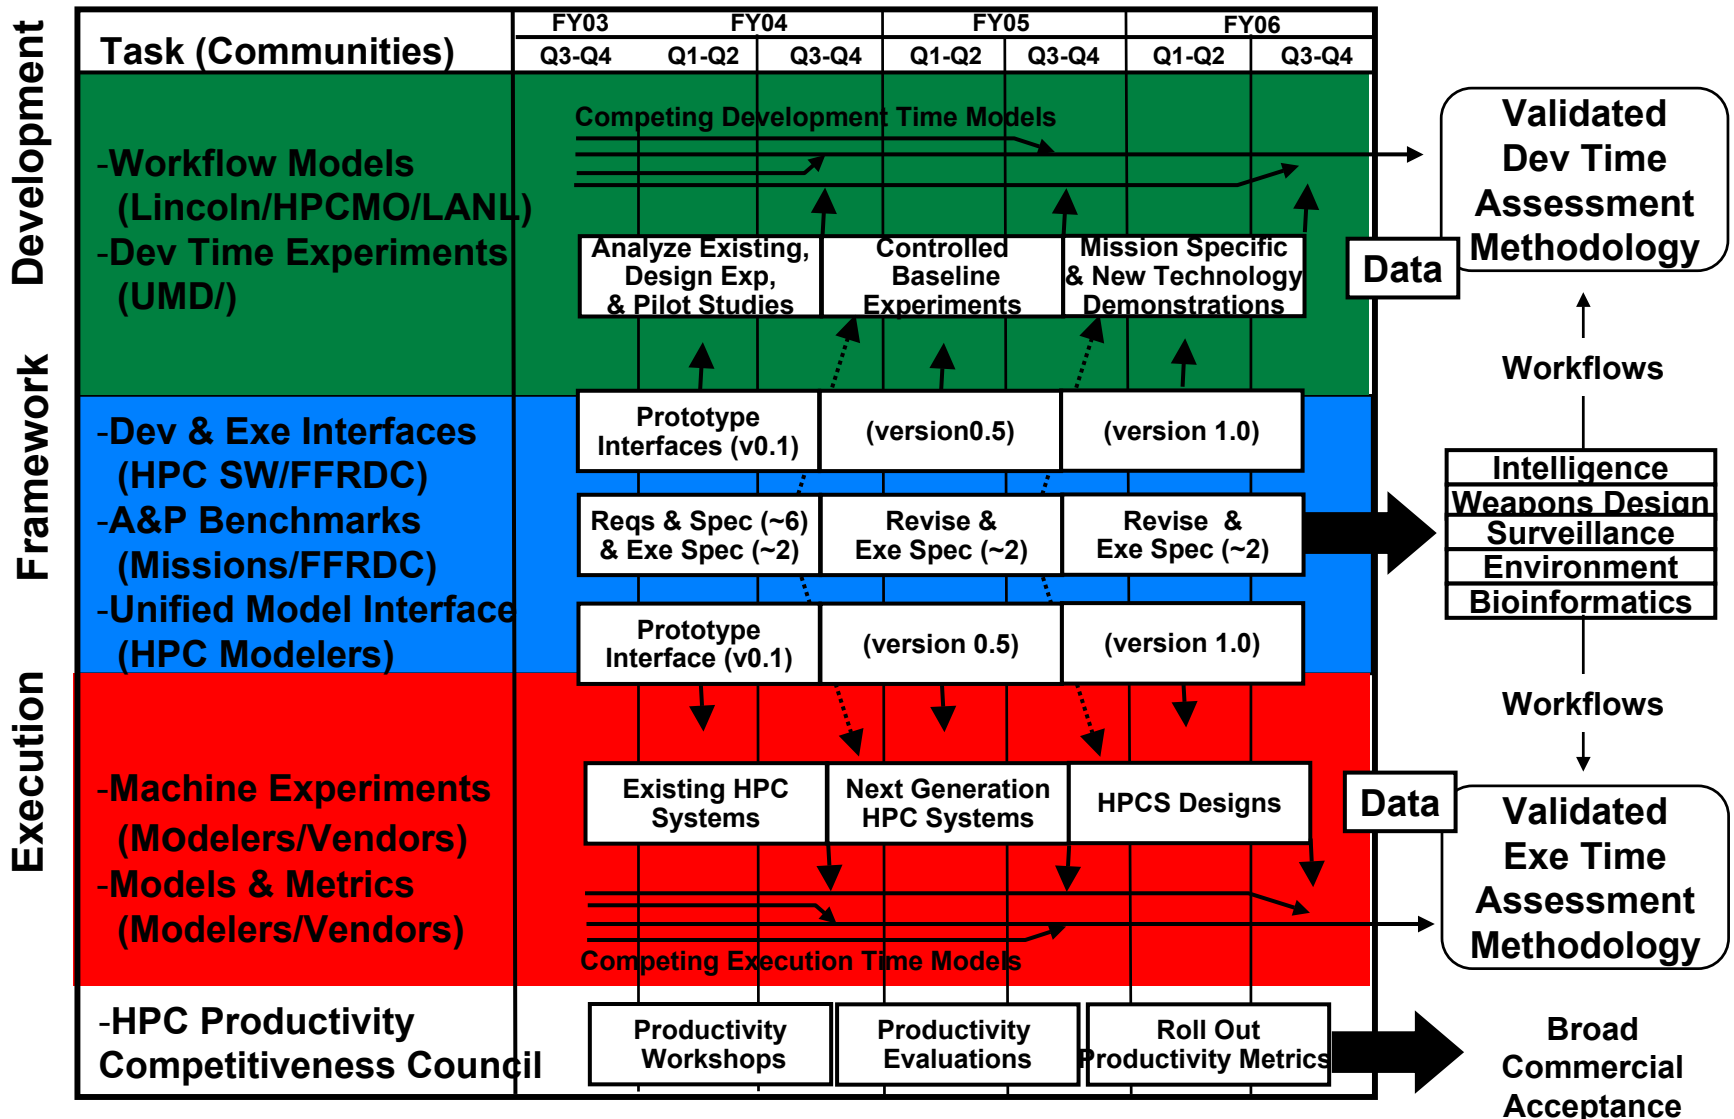 Task (Communities)
FY03
FY04
FY05
FY06
Q3-Q4
Q1-Q2
Q3-Q4
Q1-Q2
Q3-Q4
Q1-Q2
Q3-Q4
Development
-Workflow Models
(Lincoln/HPCMO/LANL)
-Dev Time Experiments
(UMD/)
Competing Development Time Models
Analyze Existing,
Design Exp,
& Pilot Studies
Controlled
Baseline
Experiments
Mission Specific
& New Technology
Demonstrations
Data
Validated
Dev Time
Assessment
Methodology
Workflows
Framework
-Dev & Exe Interfaces
(HPC SW/FFRDC)
-A&P Benchmarks
(Missions/FFRDC)
-Unified Model Interface
(HPC Modelers)
Prototype
Interfaces (v0.1)
(version0.5)
(version 1.0)
Reqs & Spec (~6)
& Exe Spec (~2)
Revise &
Exe Spec (~2)
Revise &
Exe Spec (~2)
Prototype
Interface (v0.1)
(version 0.5)
(version 1.0)
Intelligence
Weapons Design
Surveillance
Environment
Bioinformatics
Workflows
Execution
-Machine Experiments
(Modelers/Vendors)
-Models & Metrics
(Modelers/Vendors)
Existing HPC
Systems
Next Generation
HPC Systems
HPCS Designs
Competing Execution Time Models
Data
Validated
Exe Time
Assessment
Methodology
-HPC Productivity
Competitiveness Council
Productivity
Workshops
Productivity
Evaluations
Roll Out
Productivity Metrics
Broad
Commercial
Acceptance